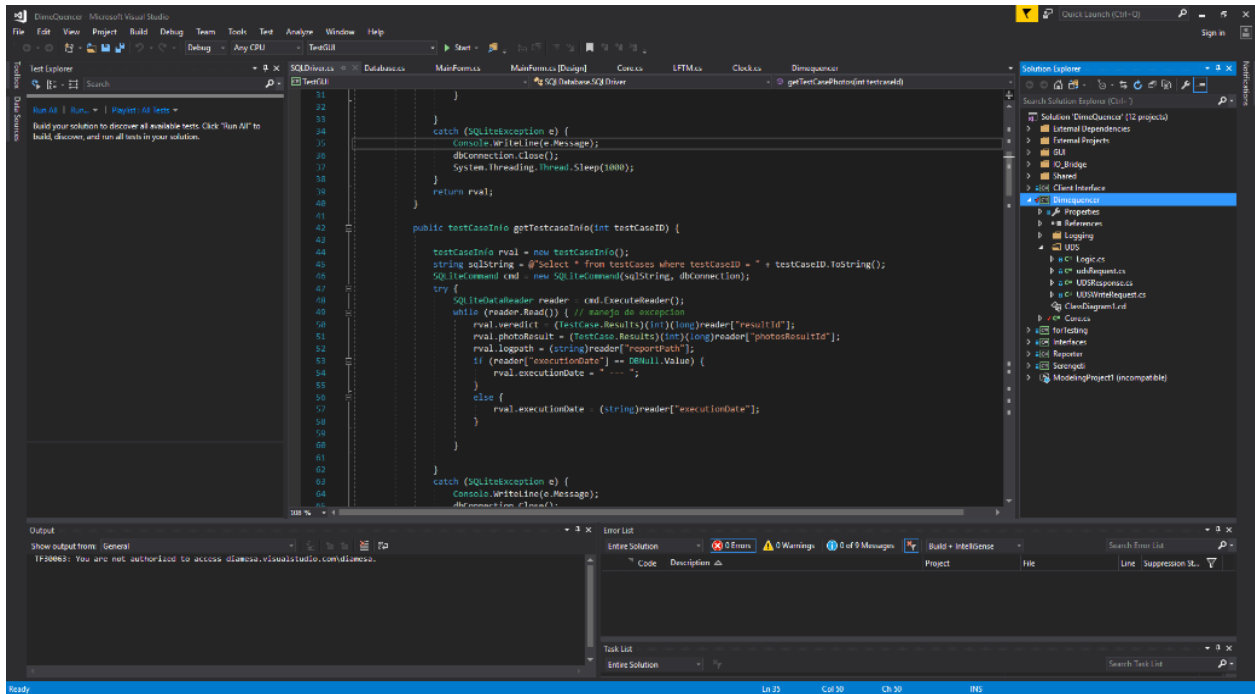 DimeQuencer - Microsoft Visual Studio
Quick Launch (Ctrl+Q)
File Edit View Project Build Debug Team Tools Test Analyze Window Help
Sign in
Debug Any CPU TestGUI Start
Toolbox
Data Sources
Test Explorer
Search
Run All | Run... | Playlist : All Tests
Build your solution to discover all available tests. Click "Run All" to
build, discover, and run all tests in your solution.
SQLDriver.cs Database.cs MainForm.cs MainForm.cs [Design] Core.cs LFTM.cs Clock.cs Dimequencer
TestGUI SQLDatabase.SQLDriver getTestCasePhotos(int testcaseId)
31 }
32
33 }
34 catch (SQLiteException e) {
35 Console.WriteLine(e.Message);
36 dbConnection.Close();
37 System.Threading.Thread.Sleep(1000);
38 }
39 return rval;
40 }
41
42 public testCaseInfo getTestcaseInfo(int testCaseID) {
43
44 testCaseInfo rval = new testCaseInfo();
45 string sqlString = @"Select * from testCases where testCaseID = " + testCaseID.ToString();
46 SQLiteCommand cmd = new SQLiteCommand(sqlString, dbConnection);
47 try {
48 SQLiteDataReader reader = cmd.ExecuteReader();
49 while (reader.Read()) { // manejo de excepcion
50 rval.veredict = (TestCase.Results)(int)(long)reader["resultId"];
51 rval.photoResult = (TestCase.Results)(int)(long)reader["photosResultId"];
52 rval.logpath = (string)reader["reportPath"];
53 if (reader["executionDate"] == DBNull.Value) {
54 rval.executionDate = " --- ";
55 }
56 else {
57 rval.executionDate = (string)reader["executionDate"];
58 }
59
60 }
61
62 }
63 catch (SQLiteException e) {
64 Console.WriteLine(e.Message);
65 dbConnection.Close();
108 %
Solution Explorer
Search Solution Explorer (Ctrl+¨)
Solution 'DimeQuencer' (12 projects)
External Dependencies
External Projects
GUI
IO_Bridge
Shared
Client Interface
Dimequencer
Properties
References
Logging
UDS
Logic.cs
udsRequest.cs
UDSResponse.cs
UDSWriteRequest.cs
ClassDiagram1.cd
Core.cs
forTesting
Interfaces
Reporter
Serengeti
ModelingProject1 (incompatible)
Notifications
Output
Show output from: General
TF30063: You are not authorized to access diamesa.visualstudio.com\diamesa.
Error List
Entire Solution 0 Errors 0 Warnings 0 of 9 Messages Build + IntelliSense Search Error List
Code Description Project File Line Suppression St...
Task List
Entire Solution Search Task List
Ready Ln 35 Col 50 Ch 50 INS